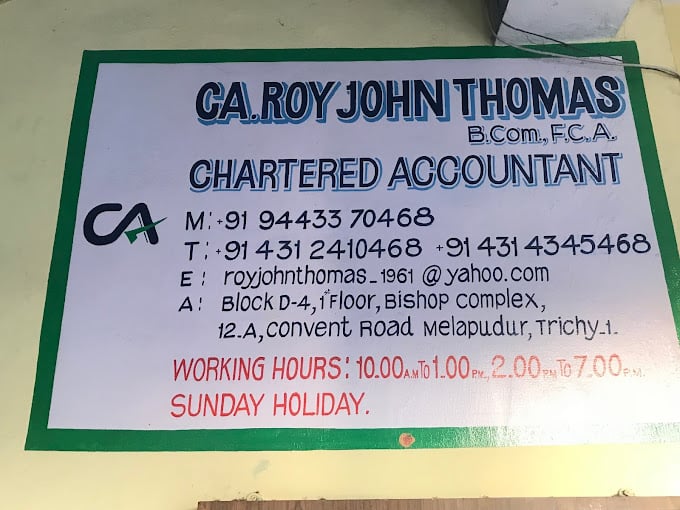 CA. ROY JOHN THOMAS
B.Com., F.C.A.
CHARTERED ACCOUNTANT
CA
M: +91 94433 70468
T: +91 431 2410468 +91 431 4345468
E: royjohnthomas_1961@yahoo.com
A: Block D-4, 1st Floor, Bishop complex,
12-A, convent Road Melapudur, Trichy-1.
WORKING HOURS: 10.00 A.M To 1.00 P.M., 2.00 P.M To 7.00 P.M.
SUNDAY HOLIDAY.